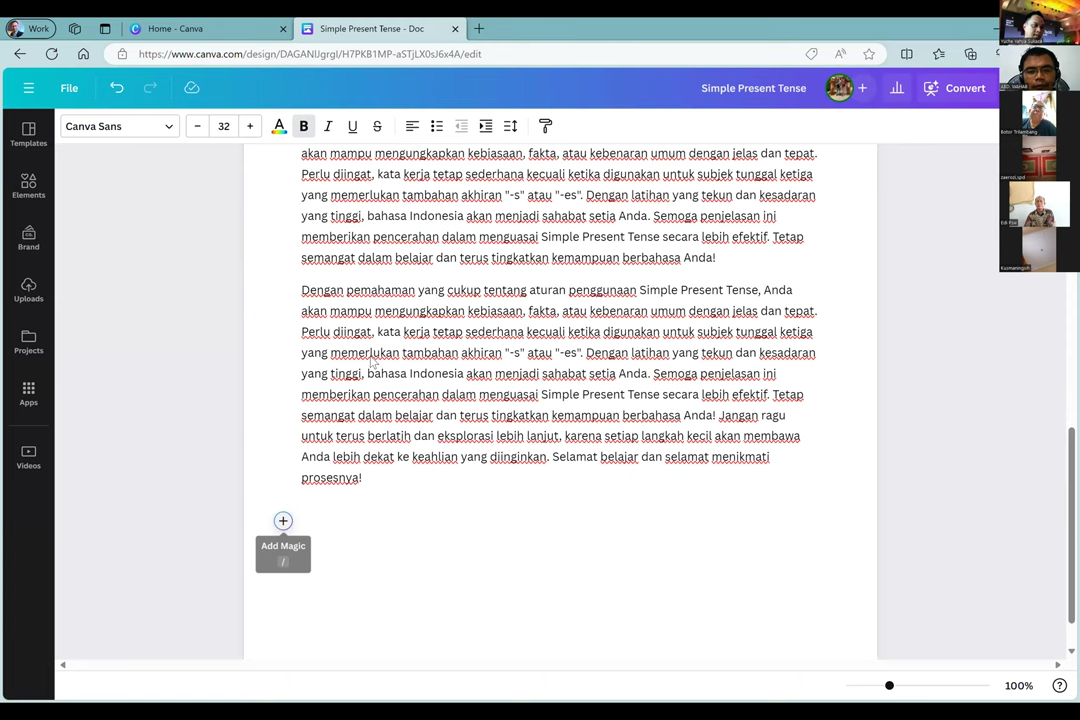 Work
Home - Canva
Simple Present Tense - Doc
https://www.canva.com/design/DAGANIJgrgI/H7PKB1MP-aSTjLX0sJ6x4A/edit
File
Simple Present Tense
Convert
Canva Sans
32
Templates
Elements
Brand
Uploads
Projects
Apps
Videos
akan mampu mengungkapkan kebiasaan, fakta, atau kebenaran umum dengan jelas dan tepat.
Perlu diingat, kata kerja tetap sederhana kecuali ketika digunakan untuk subjek tunggal ketiga
yang memerlukan tambahan akhiran "-s" atau "-es". Dengan latihan yang tekun dan kesadaran
yang tinggi, bahasa Indonesia akan menjadi sahabat setia Anda. Semoga penjelasan ini
memberikan pencerahan dalam menguasai Simple Present Tense secara lebih efektif. Tetap
semangat dalam belajar dan terus tingkatkan kemampuan berbahasa Anda!
Dengan pemahaman yang cukup tentang aturan penggunaan Simple Present Tense, Anda
akan mampu mengungkapkan kebiasaan, fakta, atau kebenaran umum dengan jelas dan tepat.
Perlu diingat, kata kerja tetap sederhana kecuali ketika digunakan untuk subjek tunggal ketiga
yang memerlukan tambahan akhiran "-s" atau "-es". Dengan latihan yang tekun dan kesadaran
yang tinggi, bahasa Indonesia akan menjadi sahabat setia Anda. Semoga penjelasan ini
memberikan pencerahan dalam menguasai Simple Present Tense secara lebih efektif. Tetap
semangat dalam belajar dan terus tingkatkan kemampuan berbahasa Anda! Jangan ragu
untuk terus berlatih dan eksplorasi lebih lanjut, karena setiap langkah kecil akan membawa
Anda lebih dekat ke keahlian yang diinginkan. Selamat belajar dan selamat menikmati
prosesnya!
Add Magic
/
100%
ABD. WAHAB
Botor Trilambang
Edi Pso
Kusmaningsih